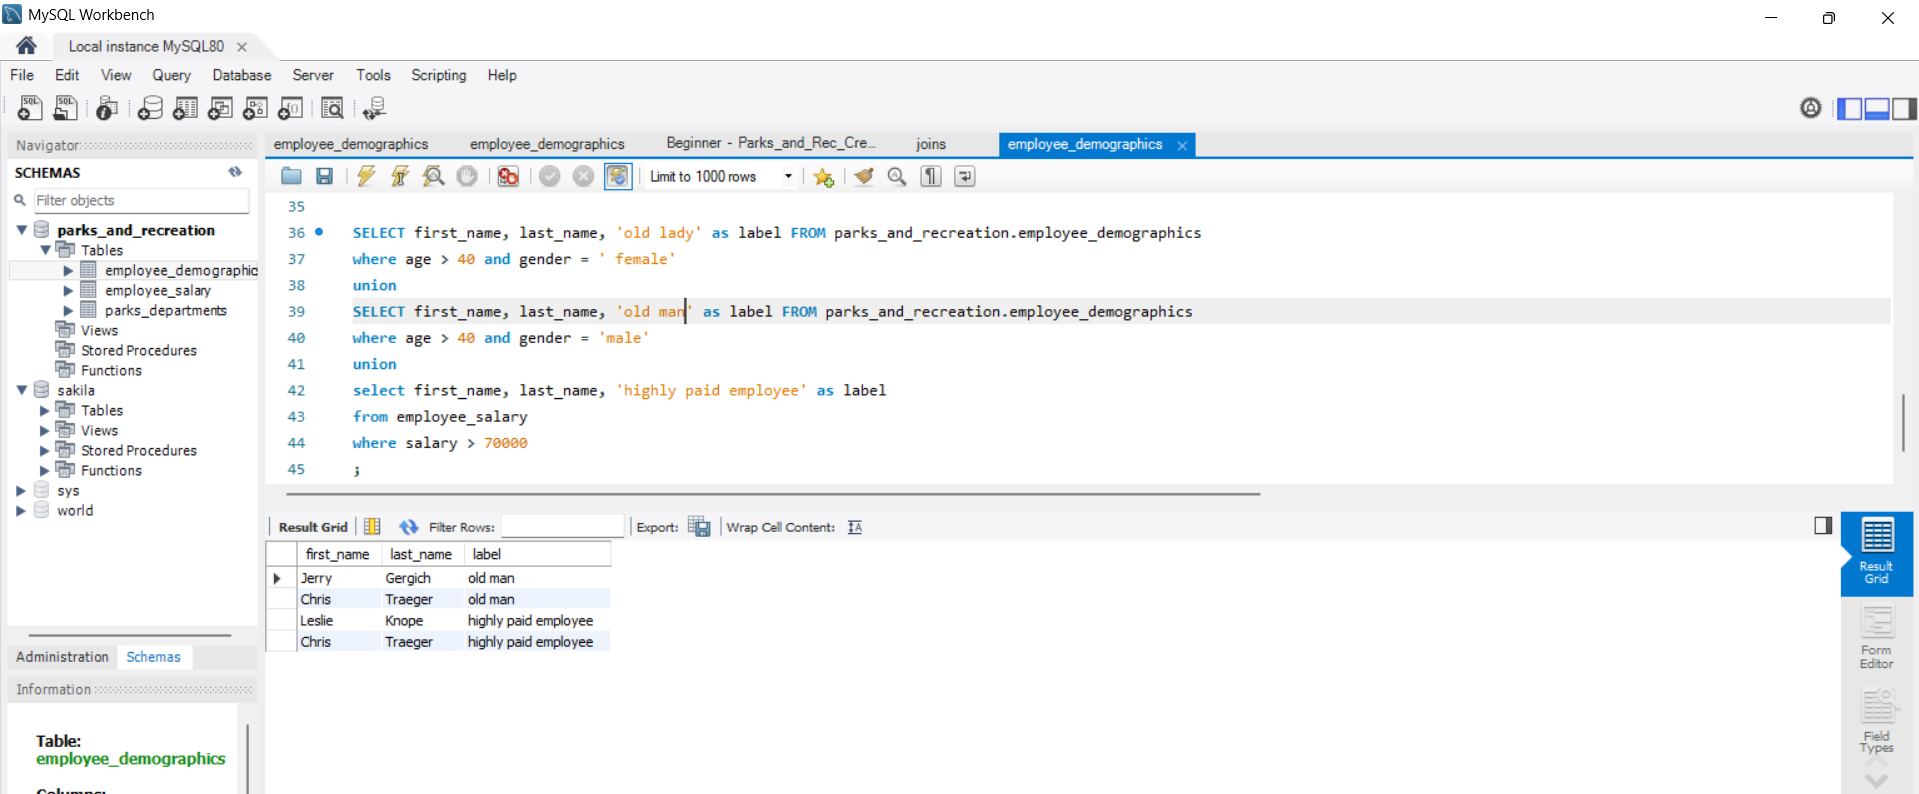 MySQL Workbench
Local instance MySQL80
File Edit View Query Database Server Tools Scripting Help
Navigator
SCHEMAS
Filter objects
parks_and_recreation
Tables
employee_demographic
employee_salary
parks_departments
Views
Stored Procedures
Functions
sakila
Tables
Views
Stored Procedures
Functions
sys
world
Administration Schemas
Information
Table:
employee_demographics
Columns:
employee_demographics employee_demographics Beginner - Parks_and_Rec_Cre... joins employee_demographics
Limit to 1000 rows
35
36 SELECT first_name, last_name, 'old lady' as label FROM parks_and_recreation.employee_demographics
37 where age > 40 and gender = ' female'
38 union
39 SELECT first_name, last_name, 'old man' as label FROM parks_and_recreation.employee_demographics
40 where age > 40 and gender = 'male'
41 union
42 select first_name, last_name, 'highly paid employee' as label
43 from employee_salary
44 where salary > 70000
45 ;
Result Grid Filter Rows: Export: Wrap Cell Content:
first_name last_name label
Jerry Gergich old man
Chris Traeger old man
Leslie Knope highly paid employee
Chris Traeger highly paid employee
Result
Grid
Form
Editor
Field
Types